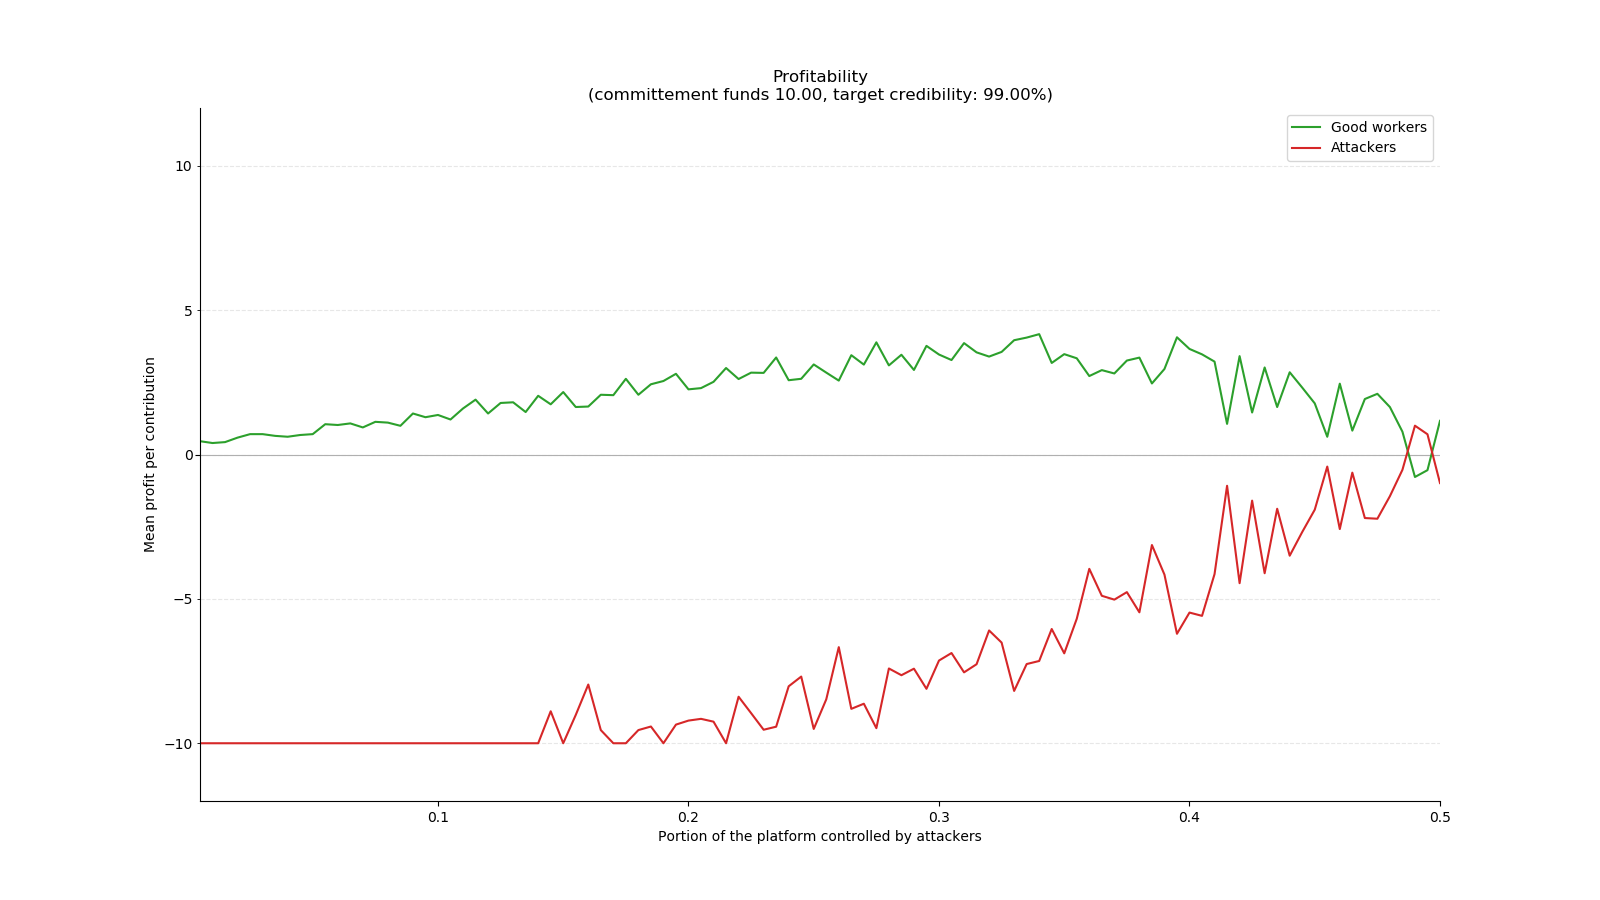 Profitability
(committement funds 10.00, target credibility: 99.00%)
Good workers
Attackers
10
5
0
−5
−10
Mean profit per contribution
0.1
0.2
0.3
0.4
0.5
Portion of the platform controlled by attackers